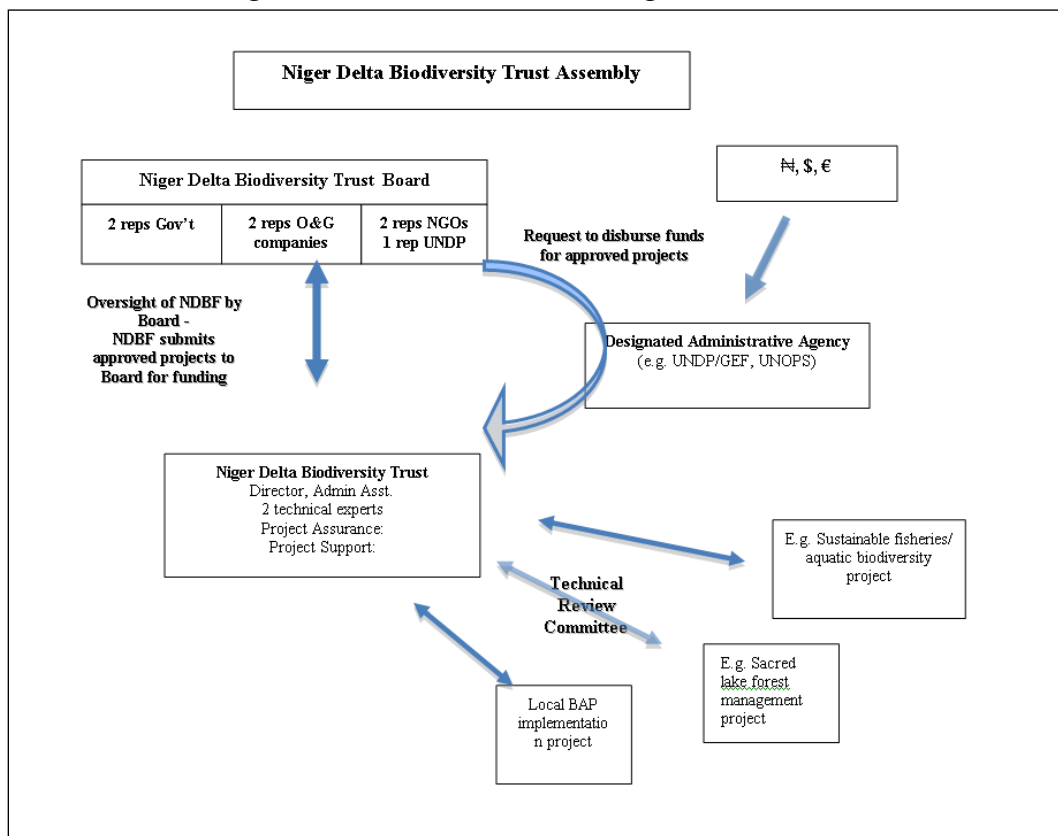 Niger Delta Biodiversity Trust Assembly
Niger Delta Biodiversity Trust Board
2 reps Gov't
2 reps O&G
companies
2 reps NGOs
1 rep UNDP
₦, $, €
Request to disburse funds
for approved projects
Oversight of NDBF by
Board -
NDBF submits
approved projects to
Board for funding
Designated Administrative Agency
(e.g. UNDP/GEF, UNOPS)
Niger Delta Biodiversity Trust
Director, Admin Asst.
2 technical experts
Project Assurance:
Project Support:
E.g. Sustainable fisheries/
aquatic biodiversity
project
Technical
Review
Committee
E.g. Sacred
lake forest
management
project
Local BAP
implementatio
n project